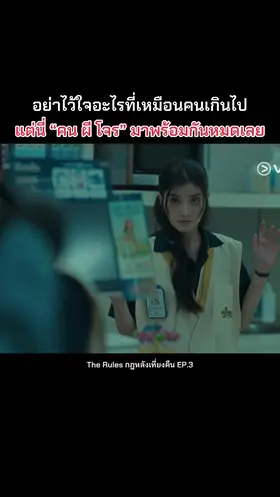 อย่าไว้ใจอะไรที่เหมือนคนเกินไป
แต่นี่ “คน ผี โจร” มาพร้อมกันหมดเลย
The Rules กฎหลังเที่ยงคืน EP.3